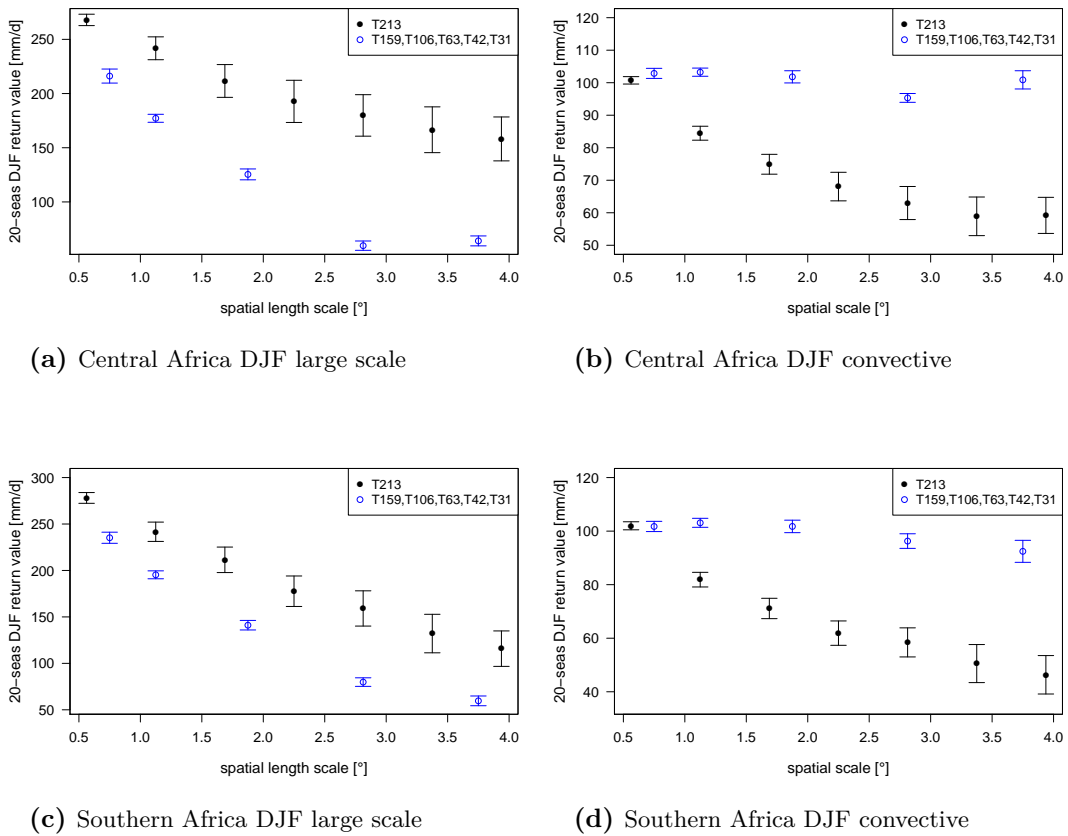 20−seas DJF return value [mm/d]
250
200
150
100
T213
T159,T106,T63,T42,T31
0.5 1.0 1.5 2.0 2.5 3.0 3.5 4.0
spatial length scale [°]
(a) Central Africa DJF large scale
20−seas DJF return value [mm/d]
120
110
100
90
80
70
60
50
T213
T159,T106,T63,T42,T31
0.5 1.0 1.5 2.0 2.5 3.0 3.5 4.0
spatial scale [°]
(b) Central Africa DJF convective
20−seas DJF return value [mm/d]
300
250
200
150
100
50
T213
T159,T106,T63,T42,T31
0.5 1.0 1.5 2.0 2.5 3.0 3.5 4.0
spatial length scale [°]
(c) Southern Africa DJF large scale
20−seas DJF return value [mm/d]
120
100
80
60
40
T213
T159,T106,T63,T42,T31
0.5 1.0 1.5 2.0 2.5 3.0 3.5 4.0
spatial scale [°]
(d) Southern Africa DJF convective